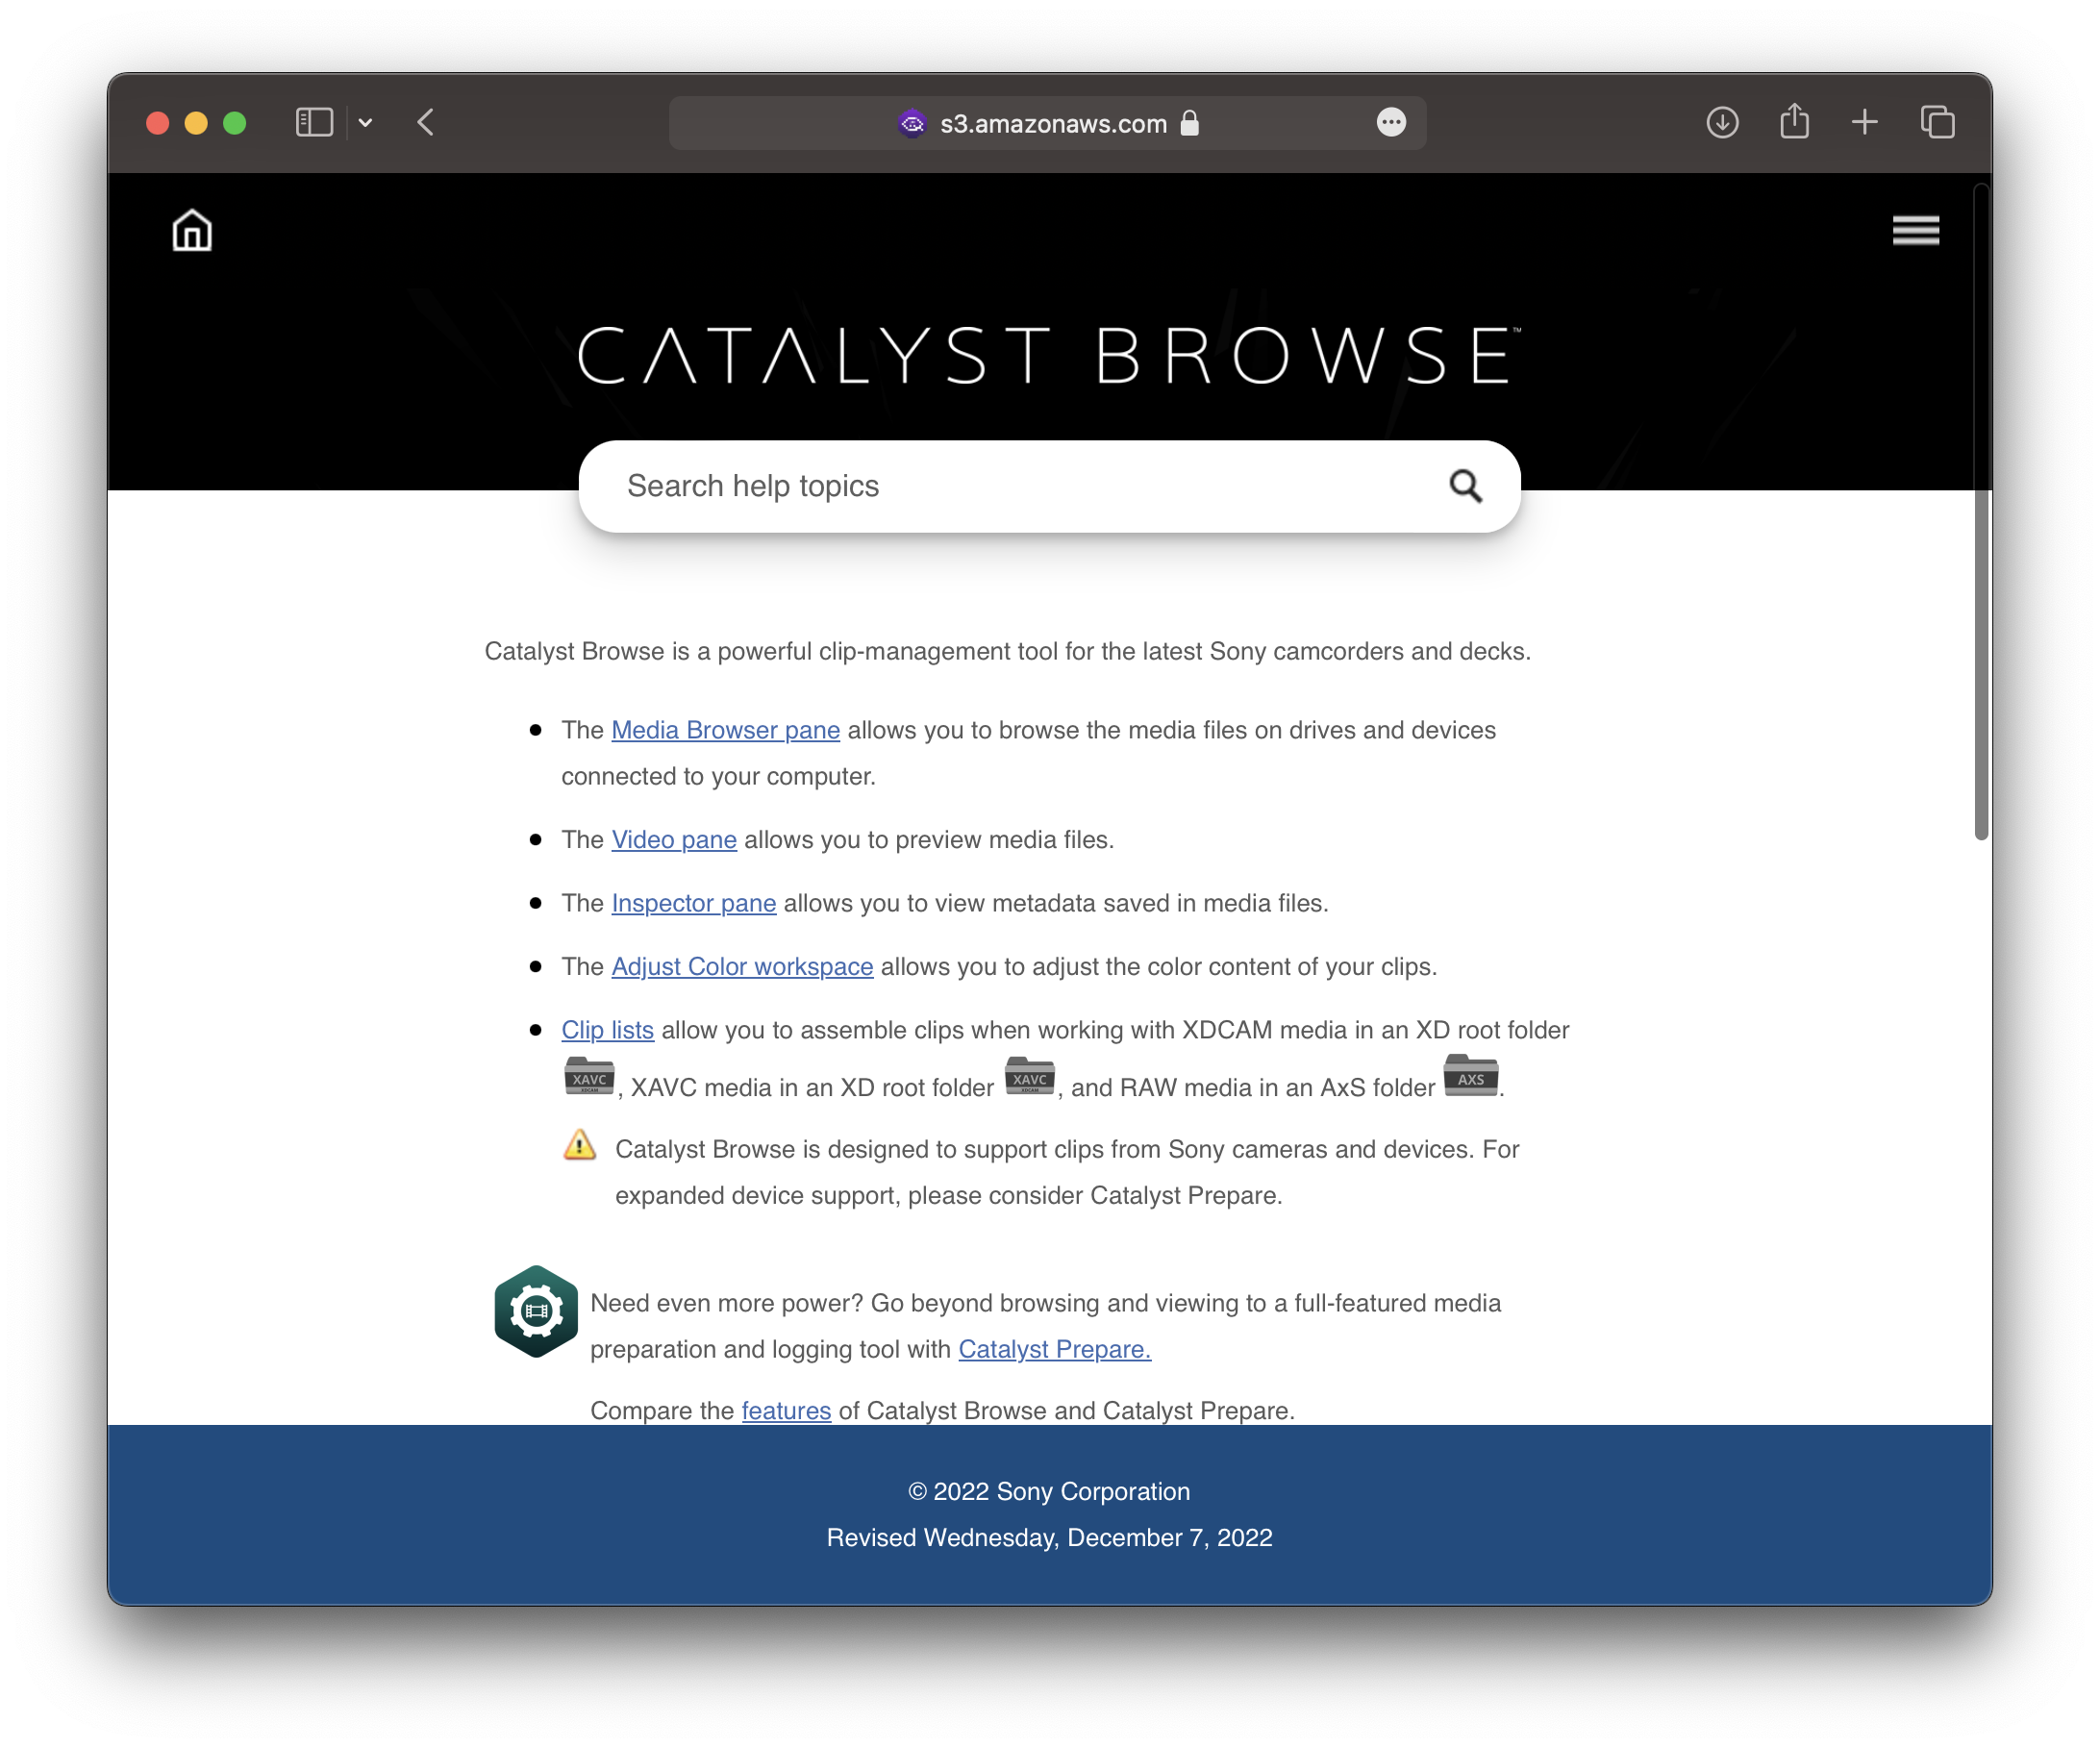 s3.amazonaws.com
CATALYST BROWSE™
Search help topics
Catalyst Browse is a powerful clip-management tool for the latest Sony camcorders and decks.
The Media Browser pane allows you to browse the media files on drives and devices
connected to your computer.
The Video pane allows you to preview media files.
The Inspector pane allows you to view metadata saved in media files.
The Adjust Color workspace allows you to adjust the color content of your clips.
Clip lists allow you to assemble clips when working with XDCAM media in an XD root folder
XAVC XDCAM, XAVC media in an XD root folder XAVC XDCAM, and RAW media in an AxS folder AXS.
Catalyst Browse is designed to support clips from Sony cameras and devices. For
expanded device support, please consider Catalyst Prepare.
Need even more power? Go beyond browsing and viewing to a full-featured media
preparation and logging tool with Catalyst Prepare.
Compare the features of Catalyst Browse and Catalyst Prepare.
© 2022 Sony Corporation
Revised Wednesday, December 7, 2022